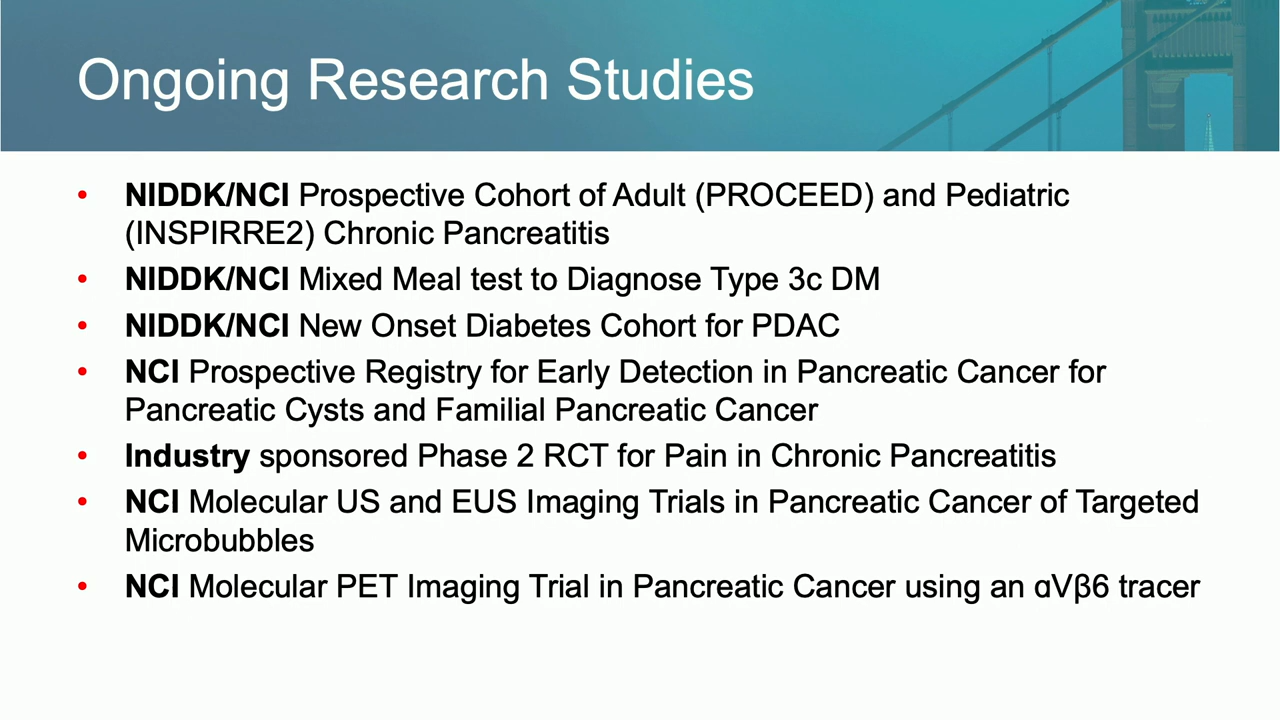 Ongoing Research Studies
• NIDDK/NCI Prospective Cohort of Adult (PROCEED) and Pediatric
(INSPIRRE2) Chronic Pancreatitis
• NIDDK/NCI Mixed Meal test to Diagnose Type 3c DM
• NIDDK/NCI New Onset Diabetes Cohort for PDAC
• NCI Prospective Registry for Early Detection in Pancreatic Cancer for
Pancreatic Cysts and Familial Pancreatic Cancer
• Industry sponsored Phase 2 RCT for Pain in Chronic Pancreatitis
• NCI Molecular US and EUS Imaging Trials in Pancreatic Cancer of Targeted
Microbubbles
• NCI Molecular PET Imaging Trial in Pancreatic Cancer using an ɑVβ6 tracer